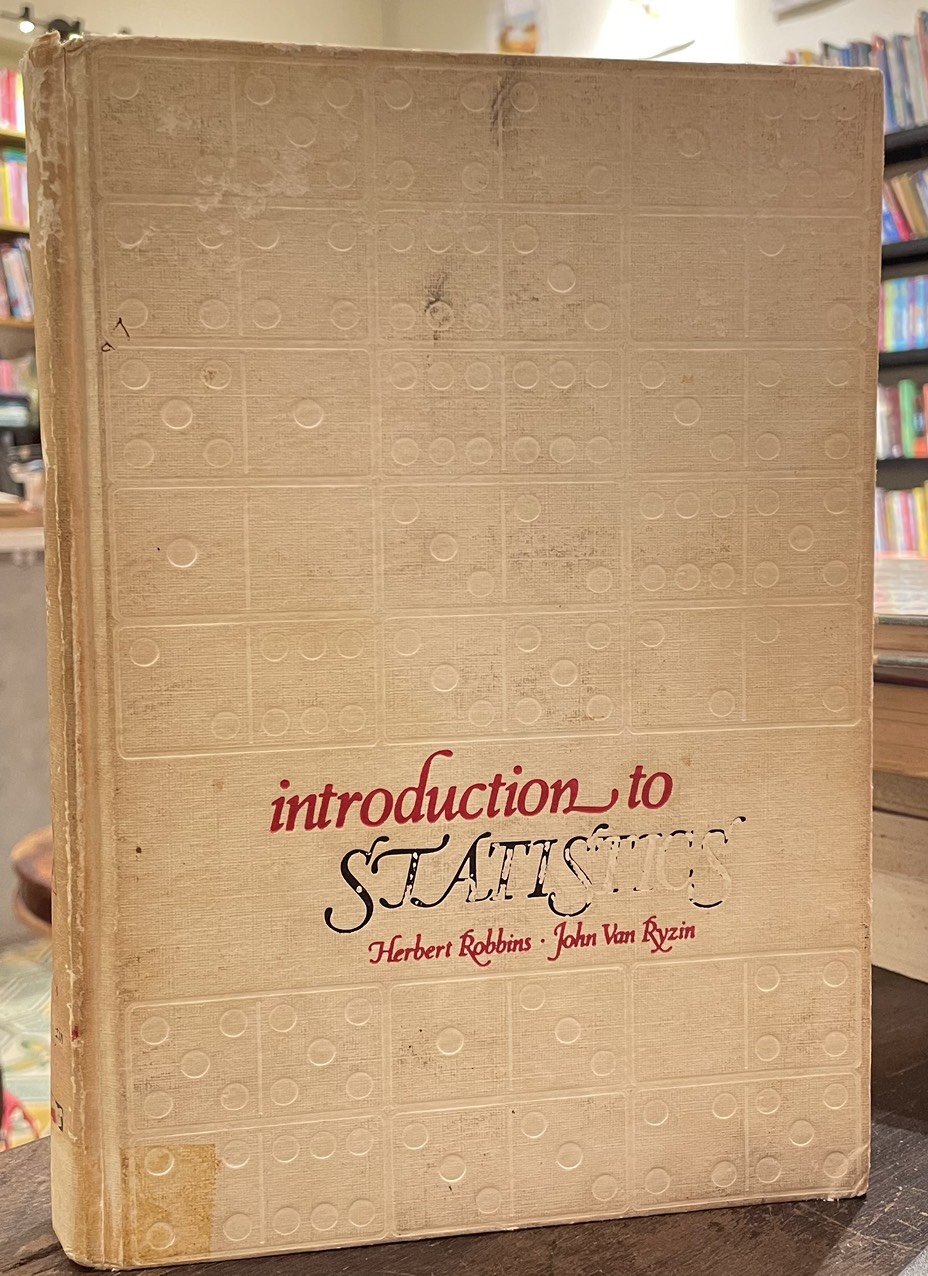 introduction to
STATISTICS
Herbert Robbins · John Van Ryzin